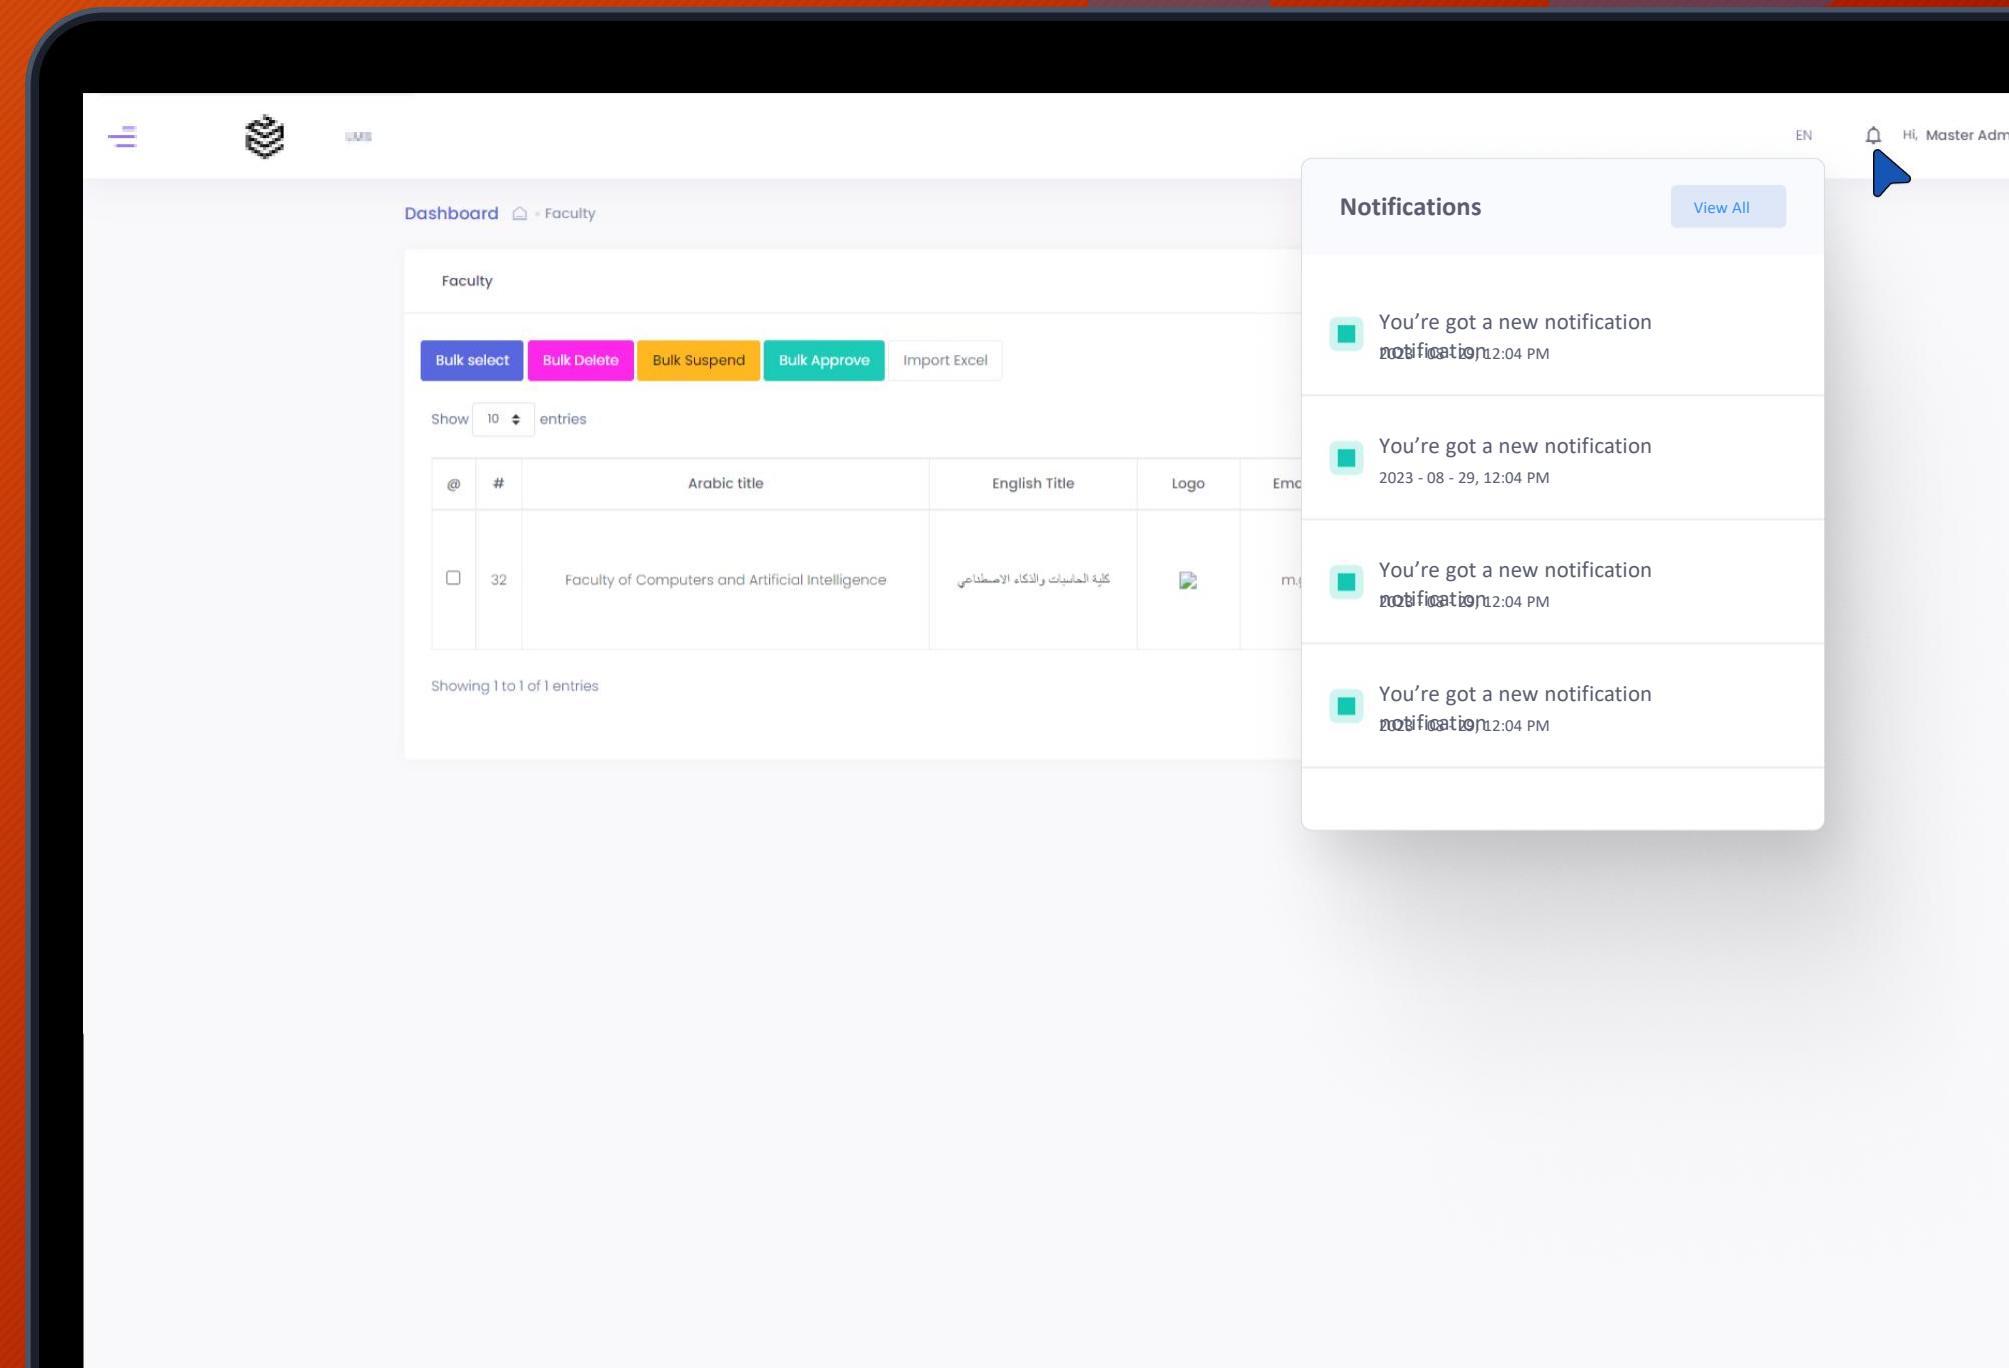 EN
Hi, Master Adm
Dashboard - Faculty
Notifications
View All
Faculty
You're got a new notification
notification
2023 - 08 - 29, 12:04 PM
Bulk select
Bulk Delete
Bulk Suspend
Bulk Approve
Import Excel
Show 10 entries
You're got a new notification
2023 - 08 - 29, 12:04 PM
@ # Arabic title English Title Logo Ema
32 Faculty of Computers and Artificial Intelligence كلية الحاسبات والذكاء الاصطناعي m.g
You're got a new notification
notification
2023 - 08 - 29, 12:04 PM
Showing 1 to 1 of 1 entries
You're got a new notification
notification
2023 - 08 - 29, 12:04 PM